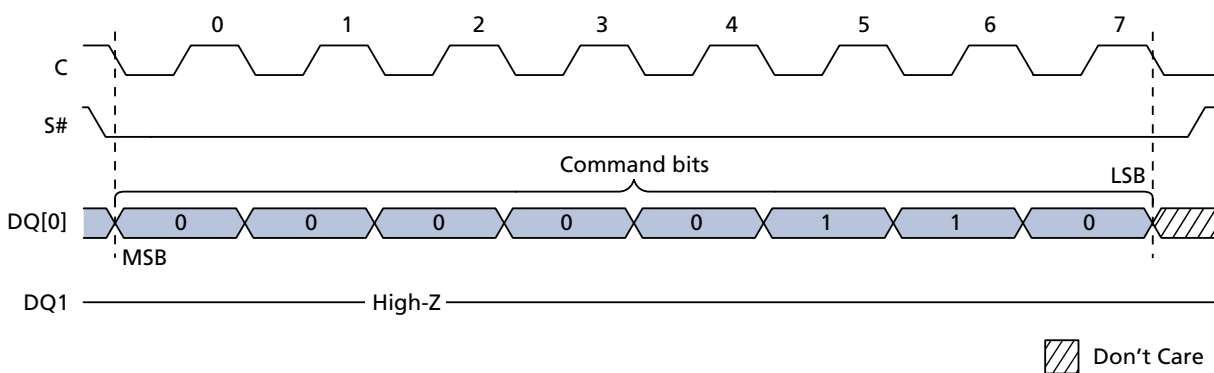 0 1 2 3 4 5 6 7
C
S#
Command bits
LSB
DQ[0] 0 0 0 0 0 1 1 0
MSB
DQ1 High-Z
Don't Care